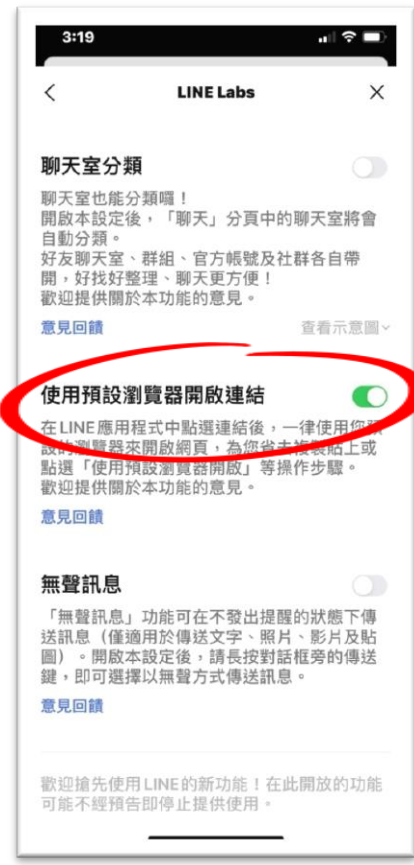 3:19
LINE Labs
聊天室分類
聊天室也能分類囉！
開啟本設定後，「聊天」分頁中的聊天室將會
自動分類。
好友聊天室、群組、官方帳號及社群各自帶
開，好找好整理、聊天更方便！
歡迎提供關於本功能的意見。
意見回饋
查看示意圖
使用預設瀏覽器開啟連結
在LINE應用程式中點選連結後，一律使用您預
設的瀏覽器來開啟網頁，為您省去複製貼上或
點選「使用預設瀏覽器開啟」等操作步驟。
歡迎提供關於本功能的意見。
意見回饋
無聲訊息
「無聲訊息」功能可在不發出提醒的狀態下傳
送訊息（僅適用於傳送文字、照片、影片及貼
圖）。開啟本設定後，請長按對話框旁的傳送
鍵，即可選擇以無聲方式傳送訊息。
意見回饋
歡迎搶先使用LINE的新功能！在此開放的功能
可能不經預告即停止提供使用。